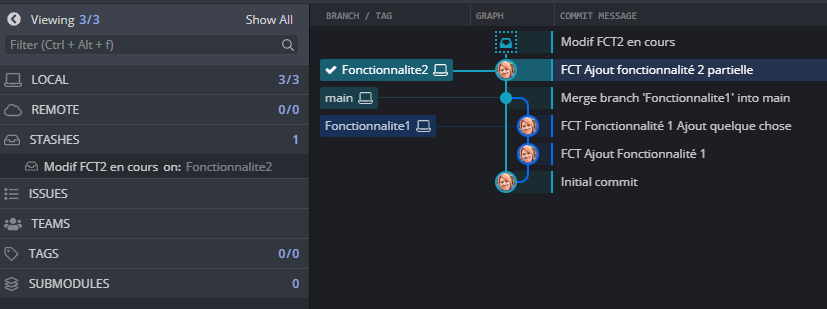 Viewing 3/3 Show All
Filter (Ctrl + Alt + f)
LOCAL 3/3
REMOTE 0/0
STASHES 1
Modif FCT2 en cours on: Fonctionnalite2
ISSUES
TEAMS
TAGS 0/0
SUBMODULES 0
BRANCH / TAG GRAPH COMMIT MESSAGE
Modif FCT2 en cours
Fonctionnalite2 FCT Ajout fonctionnalité 2 partielle
main Merge branch 'Fonctionnalite1' into main
Fonctionnalite1 FCT Fonctionnalité 1 Ajout quelque chose
FCT Ajout Fonctionnalité 1
Initial commit